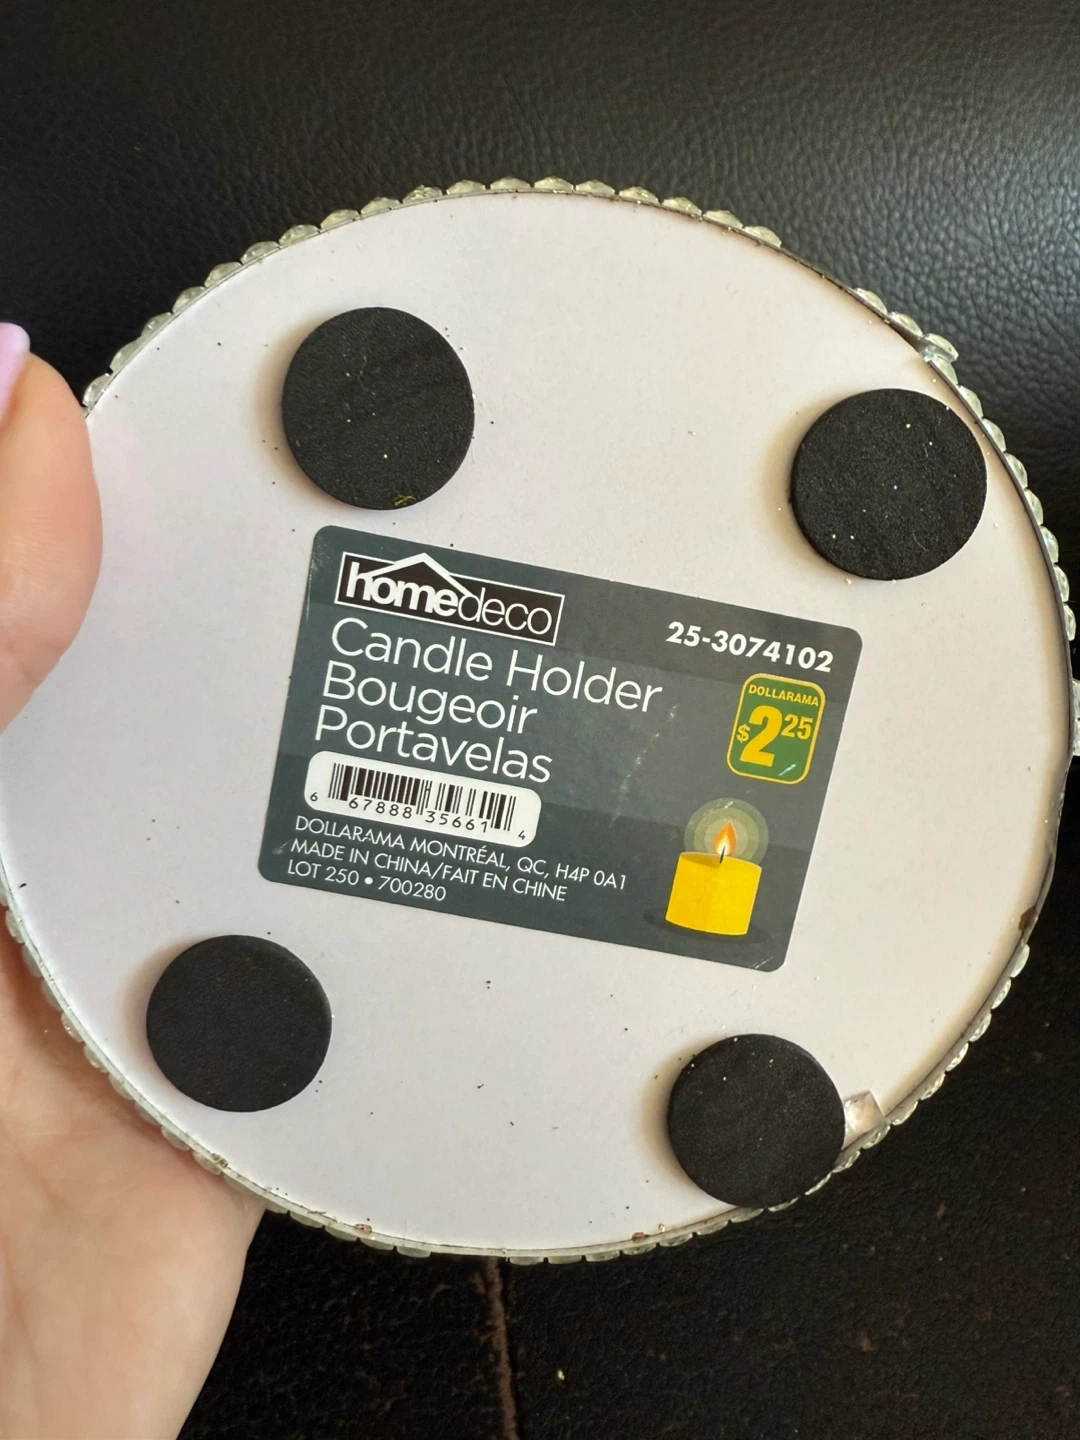 homedeco
25-3074102
Candle Holder
Bougeoir
Portavelas
DOLLARAMA
$2.25
6 67888 35661 4
DOLLARAMA MONTRÉAL, QC, H4P 0A1
MADE IN CHINA/FAIT EN CHINE
LOT 250 • 700280